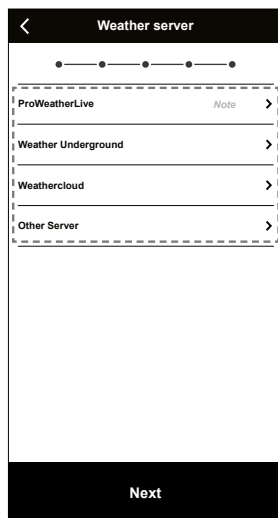 Weather server
ProWeatherLive Note
Weather Underground
Weathercloud
Other Server
Next